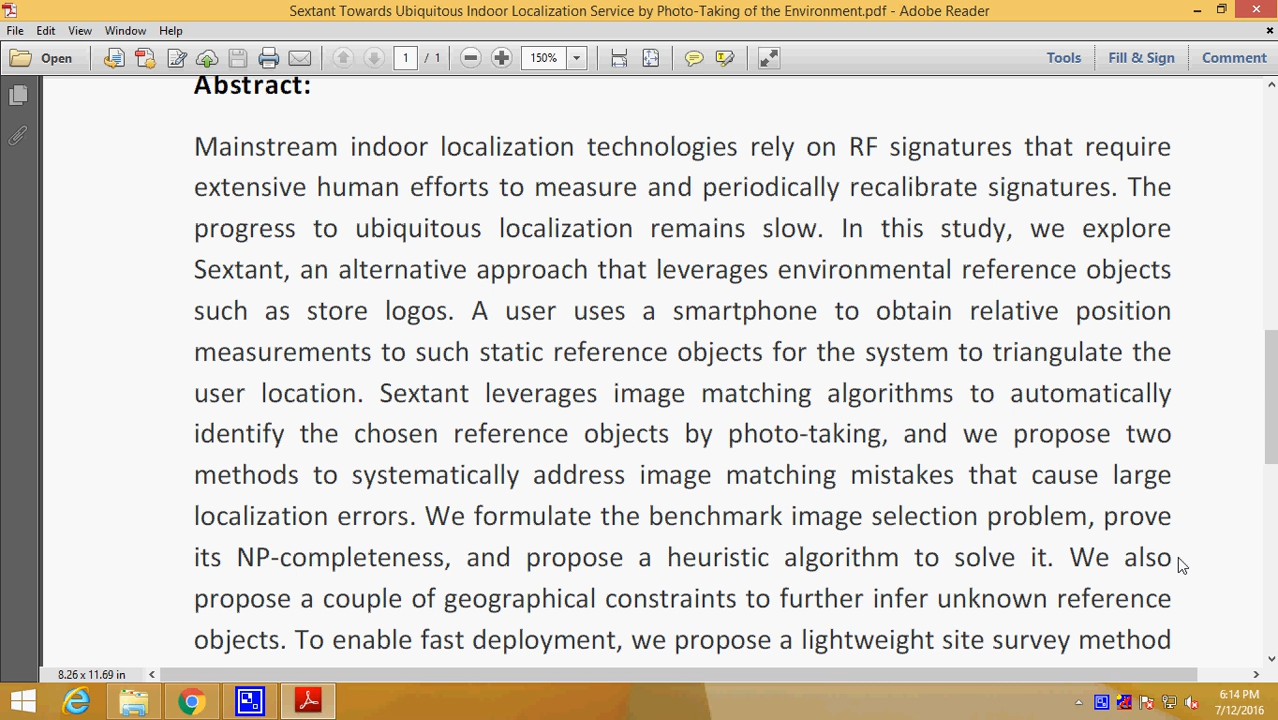 Sextant Towards Ubiquitous Indoor Localization Service by Photo-Taking of the Environment.pdf - Adobe Reader
File Edit View Window Help
Open 1 / 1 150% Tools Fill & Sign Comment
Abstract:
Mainstream indoor localization technologies rely on RF signatures that require
extensive human efforts to measure and periodically recalibrate signatures. The
progress to ubiquitous localization remains slow. In this study, we explore
Sextant, an alternative approach that leverages environmental reference objects
such as store logos. A user uses a smartphone to obtain relative position
measurements to such static reference objects for the system to triangulate the
user location. Sextant leverages image matching algorithms to automatically
identify the chosen reference objects by photo-taking, and we propose two
methods to systematically address image matching mistakes that cause large
localization errors. We formulate the benchmark image selection problem, prove
its NP-completeness, and propose a heuristic algorithm to solve it. We also
propose a couple of geographical constraints to further infer unknown reference
objects. To enable fast deployment, we propose a lightweight site survey method
8.26 x 11.69 in
6:14 PM
7/12/2016